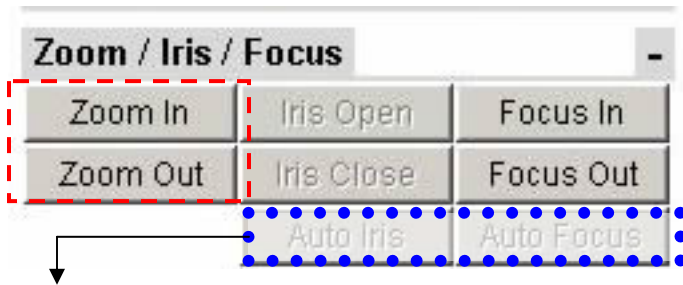 Zoom / Iris / Focus -
Zoom In Iris Open Focus In
Zoom Out Iris Close Focus Out
Auto Iris Auto Focus